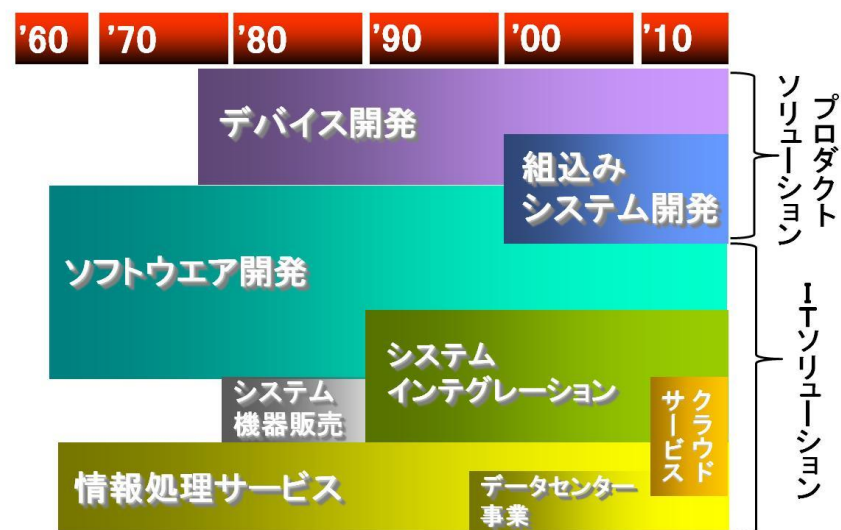 ’60
’70
’80
’90
’00
’10
デバイス開発
組込み
システム開発
プロダクト
ソリューション
ソフトウエア開発
システム
インテグレーション
システム
機器販売
クラウド
サービス
ITソリューション
情報処理サービス
データセンター
事業